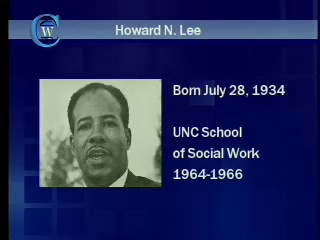 W
Howard N. Lee
Born July 28, 1934
UNC School
of Social Work
1964-1966